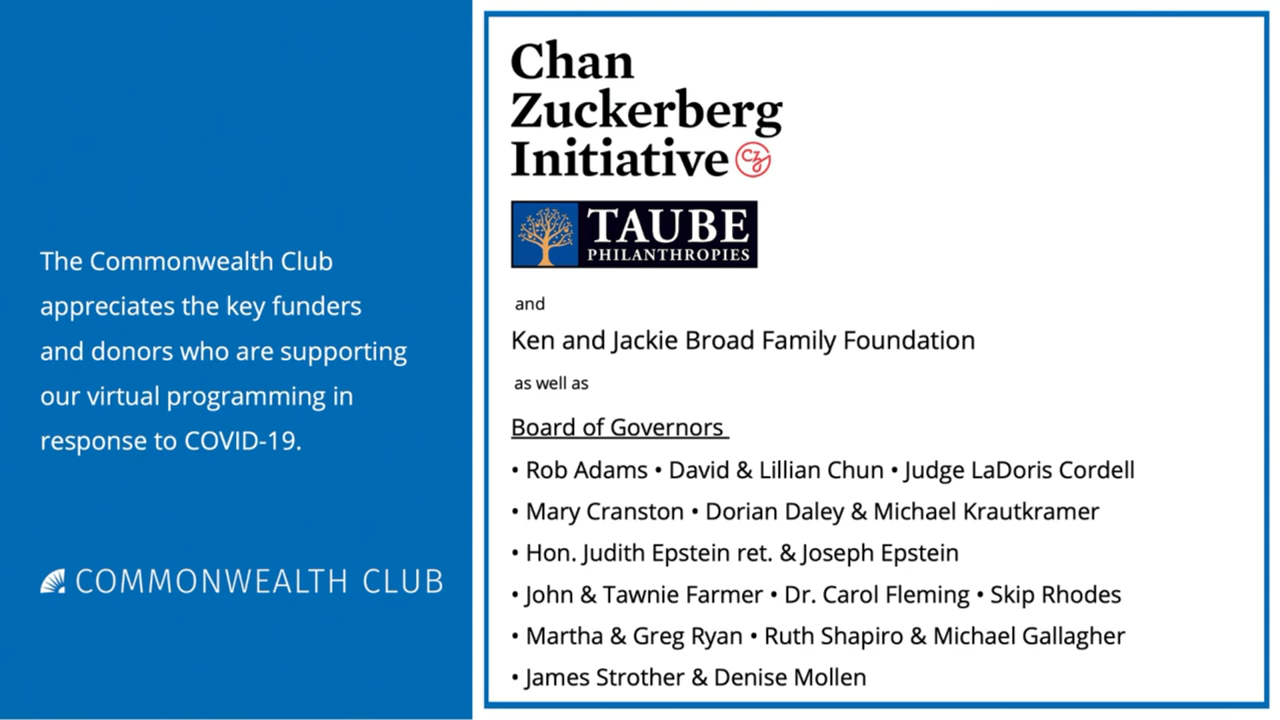 The Commonwealth Club
appreciates the key funders
and donors who are supporting
our virtual programming in
response to COVID-19.
COMMONWEALTH CLUB
Chan
Zuckerberg
Initiative CZI
TAUBE
PHILANTHROPIES
and
Ken and Jackie Broad Family Foundation
as well as
Board of Governors
• Rob Adams • David & Lillian Chun • Judge LaDoris Cordell
• Mary Cranston • Dorian Daley & Michael Krautkramer
• Hon. Judith Epstein ret. & Joseph Epstein
• John & Tawnie Farmer • Dr. Carol Fleming • Skip Rhodes
• Martha & Greg Ryan • Ruth Shapiro & Michael Gallagher
• James Strother & Denise Mollen